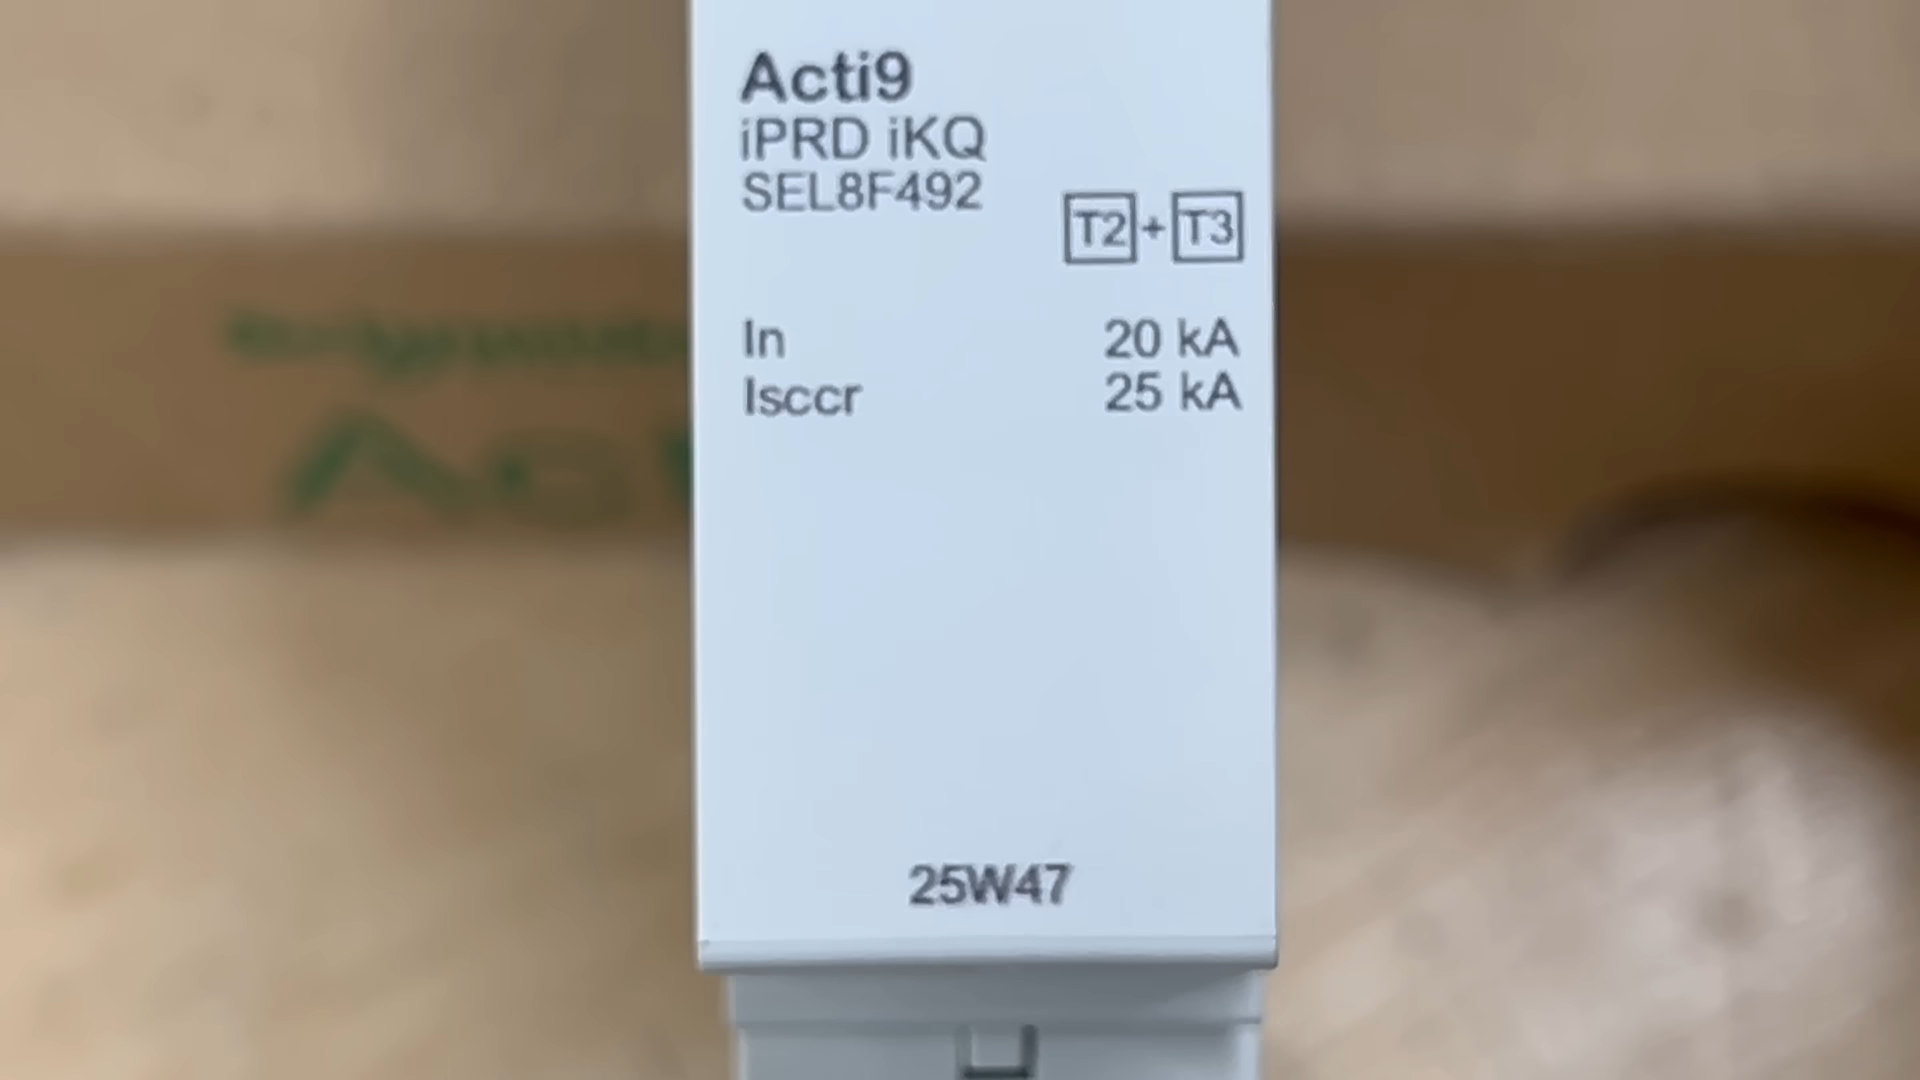 Acti9
iPRD iKQ
SEL8F492
T2 + T3
In 20 kA
Isccr 25 kA
25W47